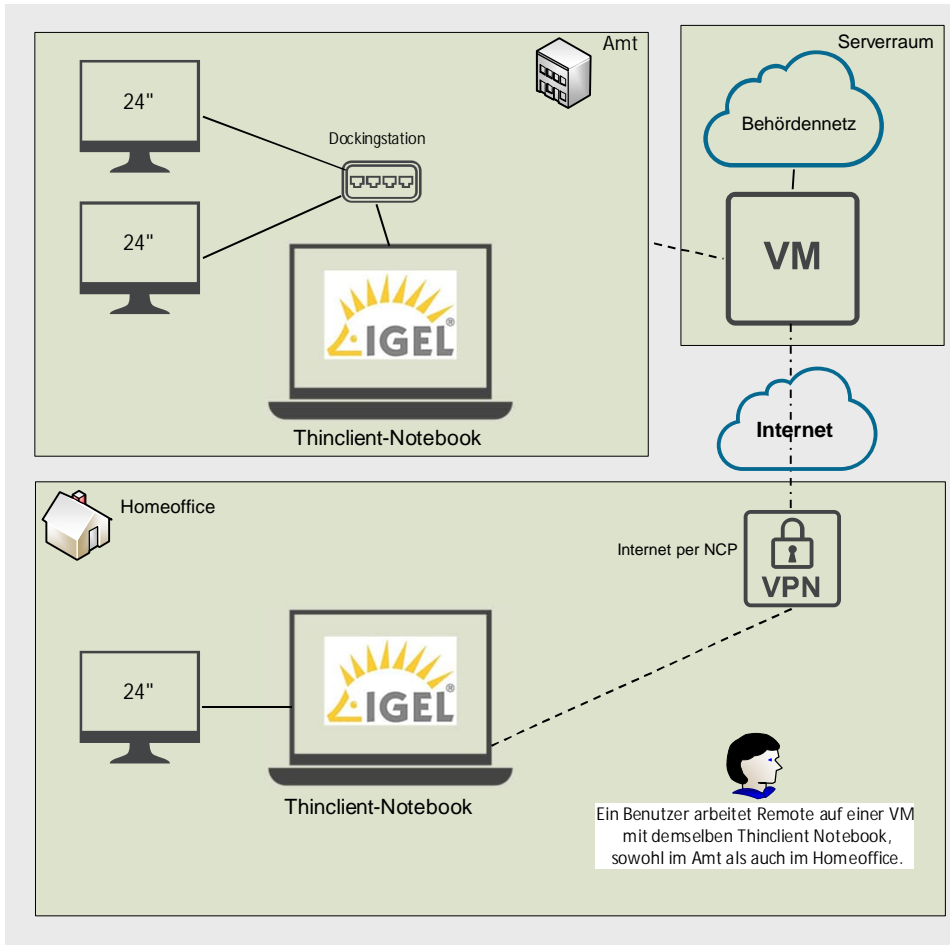 Amt
24"
Dockingstation
24"
IGEL®
Thinclient-Notebook
Serverraum
Behördennetz
VM
Internet
Homeoffice
Internet per NCP
VPN
24"
IGEL®
Thinclient-Notebook
Ein Benutzer arbeitet Remote auf einer VM
mit demselben Thinclient Notebook,
sowohl im Amt als auch im Homeoffice.